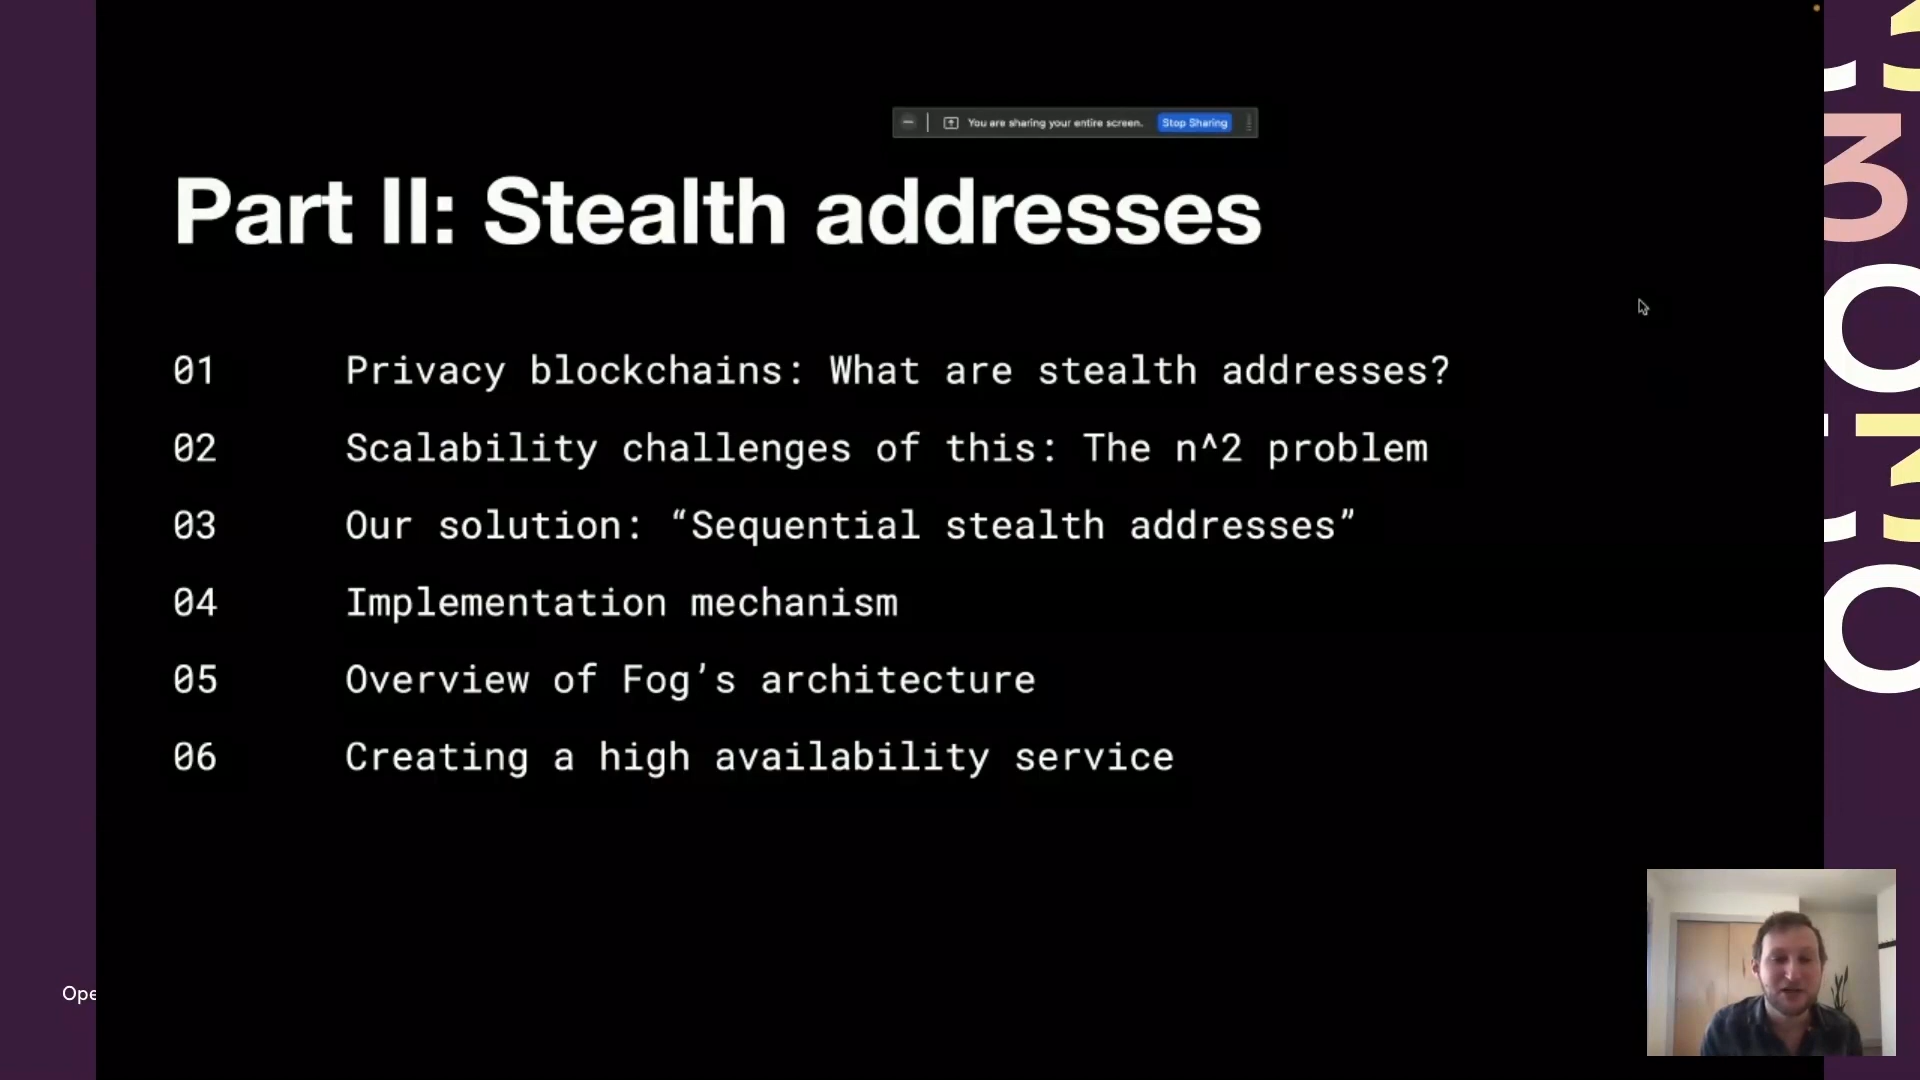 You are sharing your entire screen. Stop Sharing
Part II: Stealth addresses
01 Privacy blockchains: What are stealth addresses?
02 Scalability challenges of this: The n^2 problem
03 Our solution: “Sequential stealth addresses”
04 Implementation mechanism
05 Overview of Fog’s architecture
06 Creating a high availability service
Ope